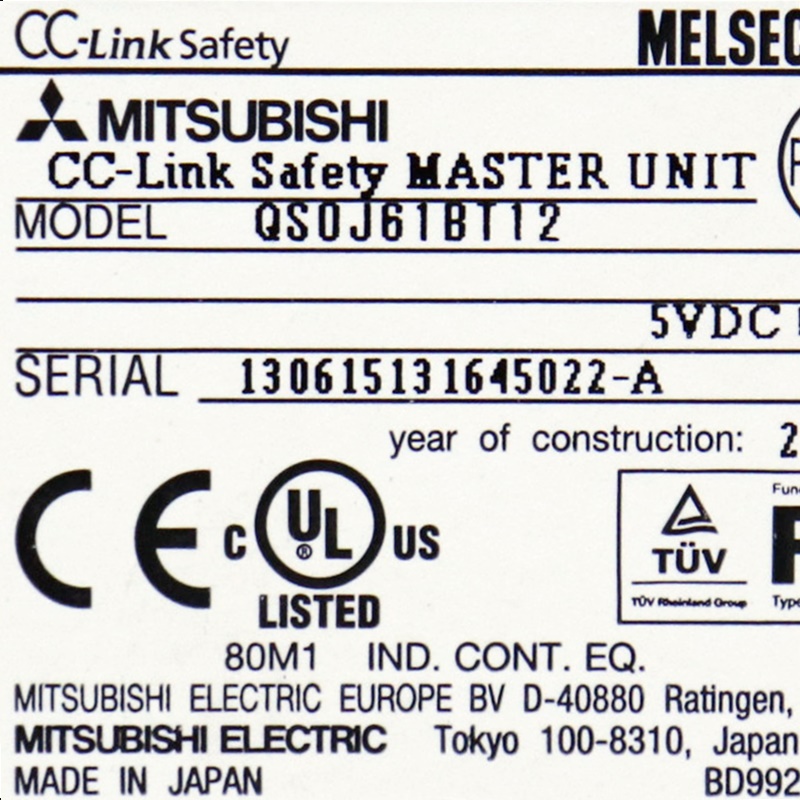 CC-Link Safety MELSEC
MITSUBISHI
CC-Link Safety MASTER UNIT
MODEL QS0J61BT12
5VDC
SERIAL 130615131645022-A
year of construction: 2
CE C UL ® US
LISTED
TÜV
TÜV Rheinland Group
80M1 IND. CONT. EQ.
MITSUBISHI ELECTRIC EUROPE BV D-40880 Ratingen,
MITSUBISHI ELECTRIC Tokyo 100-8310, Japan
MADE IN JAPAN BD992